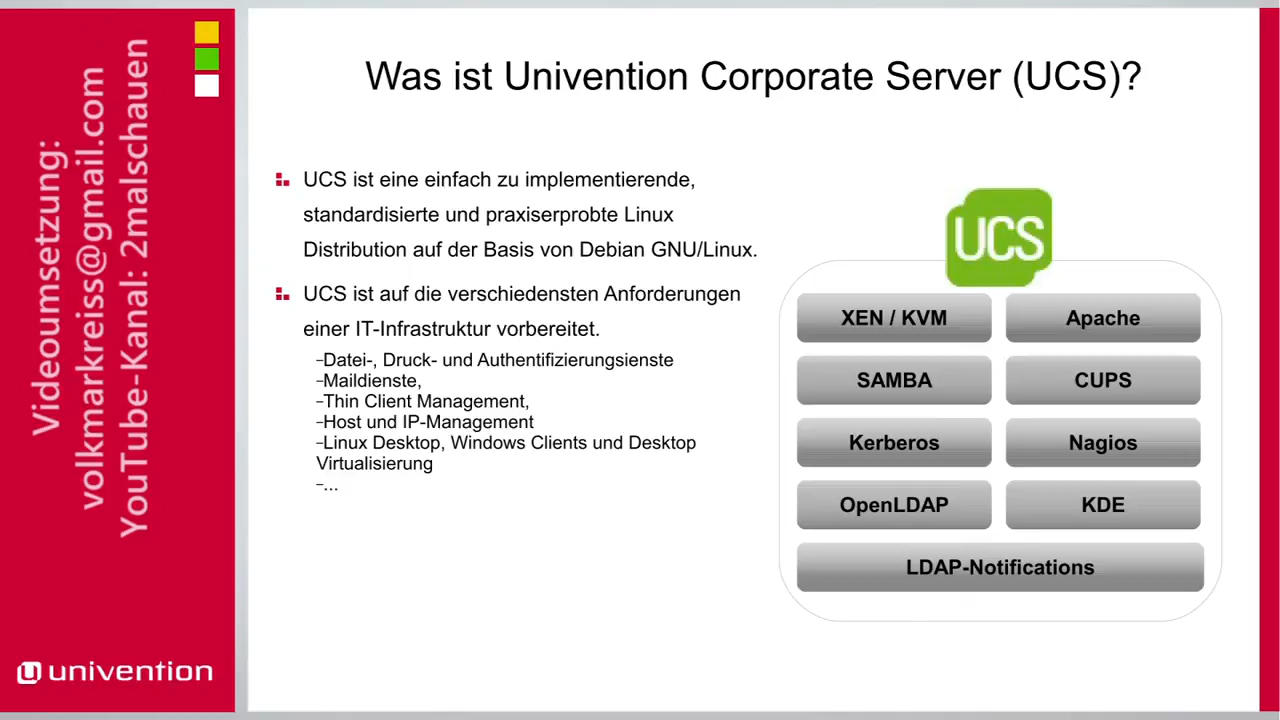 Videoumsetzung:
volkmarkreiss@gmail.com
YouTube-Kanal: 2malschauen
univention
Was ist Univention Corporate Server (UCS)?
UCS ist eine einfach zu implementierende,
standardisierte und praxiserprobte Linux
Distribution auf der Basis von Debian GNU/Linux.
UCS ist auf die verschiedensten Anforderungen
einer IT-Infrastruktur vorbereitet.
–Datei-, Druck- und Authentifizierungsienste
–Maildienste,
–Thin Client Management,
–Host und IP-Management
–Linux Desktop, Windows Clients und Desktop
Virtualisierung
–...
UCS
XEN / KVM
Apache
SAMBA
CUPS
Kerberos
Nagios
OpenLDAP
KDE
LDAP-Notifications